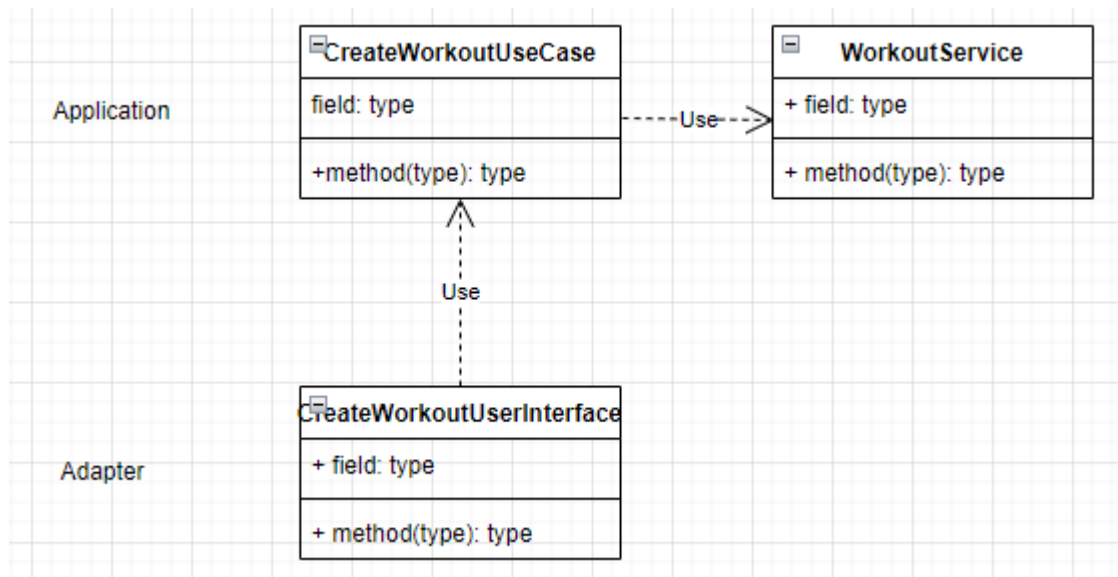 CreateWorkoutUseCase
WorkoutService
Application
field: type
+ field: type
Use
+method(type): type
+ method(type): type
Use
CreateWorkoutUserInterface
Adapter
+ field: type
+ method(type): type